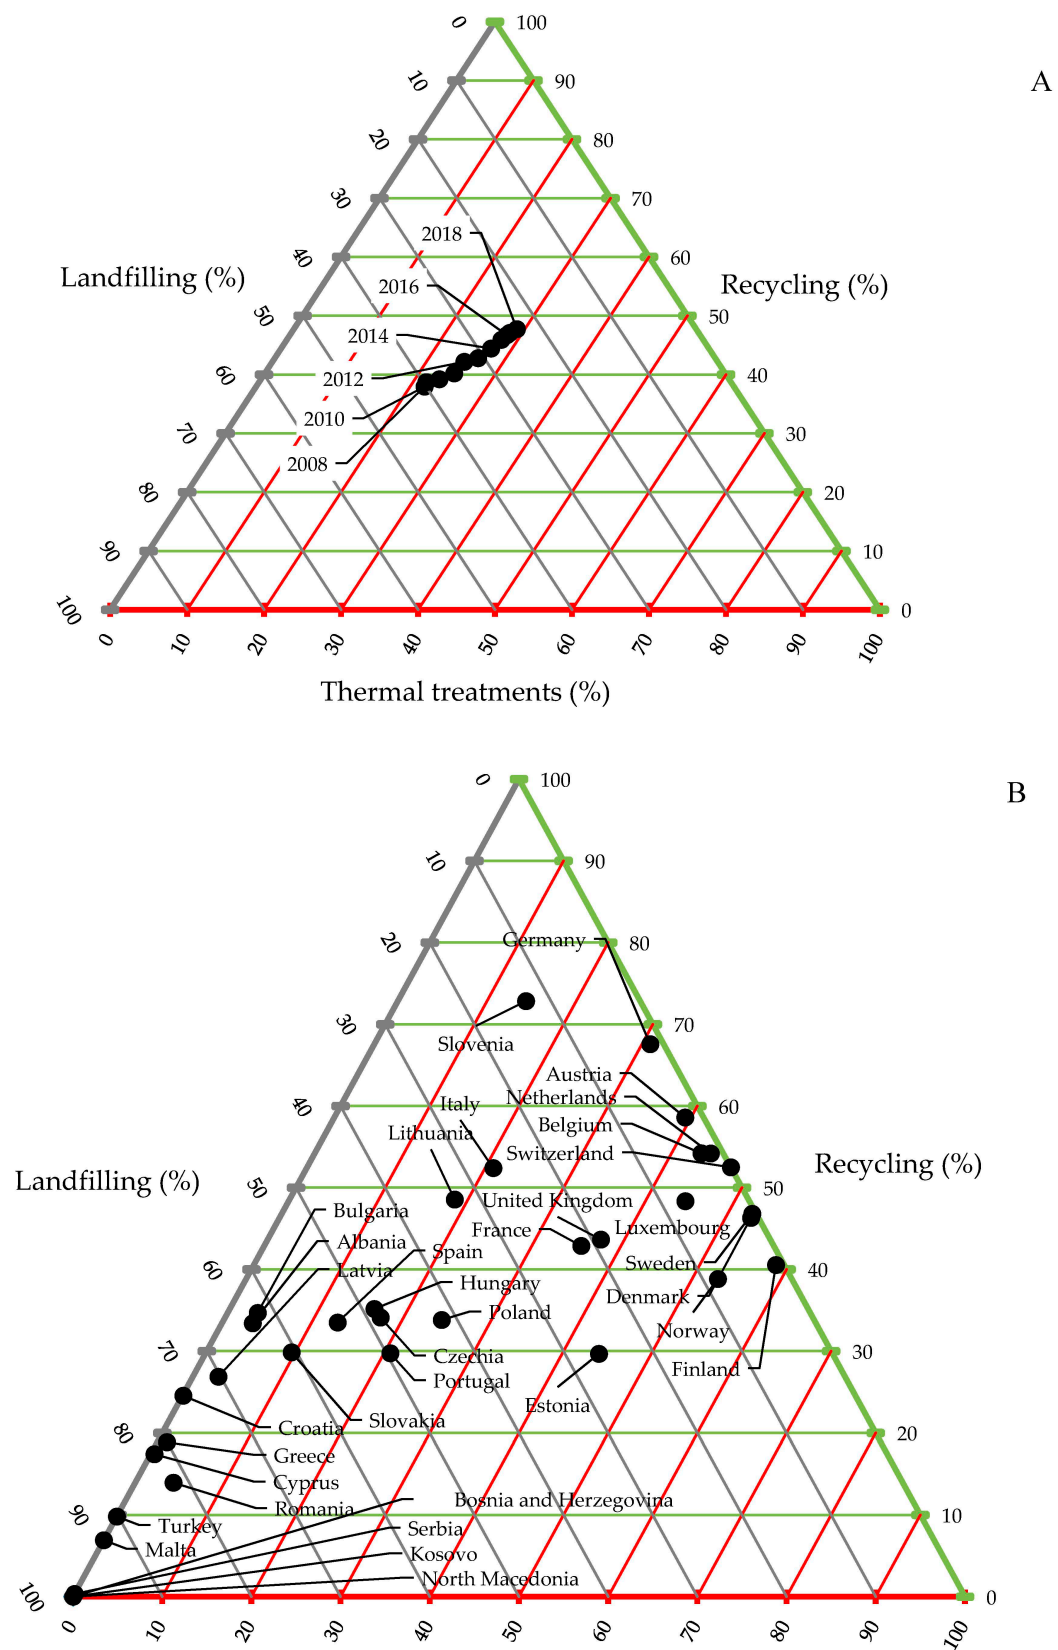 0 100
A
10 90
20 80
30 70
2018
40 60
Landfilling (%)
Recycling (%)
2016
50 50
2014
60 40
2012
2010
70 30
2008
80 20
90 10
100 0
0 10 20 30 40 50 60 70 80 90 100
Thermal treatments (%)
0 100
B
10 90
20 80
Germany
30 70
Slovenia
Austria
Netherlands
40 60
Italy
Belgium
Lithuania
Switzerland
Recycling (%)
Landfilling (%)
50 50
United Kingdom
Bulgaria
France
Luxembourg
Albania
Spain
Sweden
60 40
Latvia
Hungary
Denmark
Poland
Norway
70 30
Czechia
Finland
Portugal
Estonia
Slovakia
Croatia
80 20
Greece
Cyprus
Bosnia and Herzegovina
Romania
90 10
Turkey
Serbia
Malta
Kosovo
North Macedonia
100 0
0 10 20 30 40 50 60 70 80 90 100